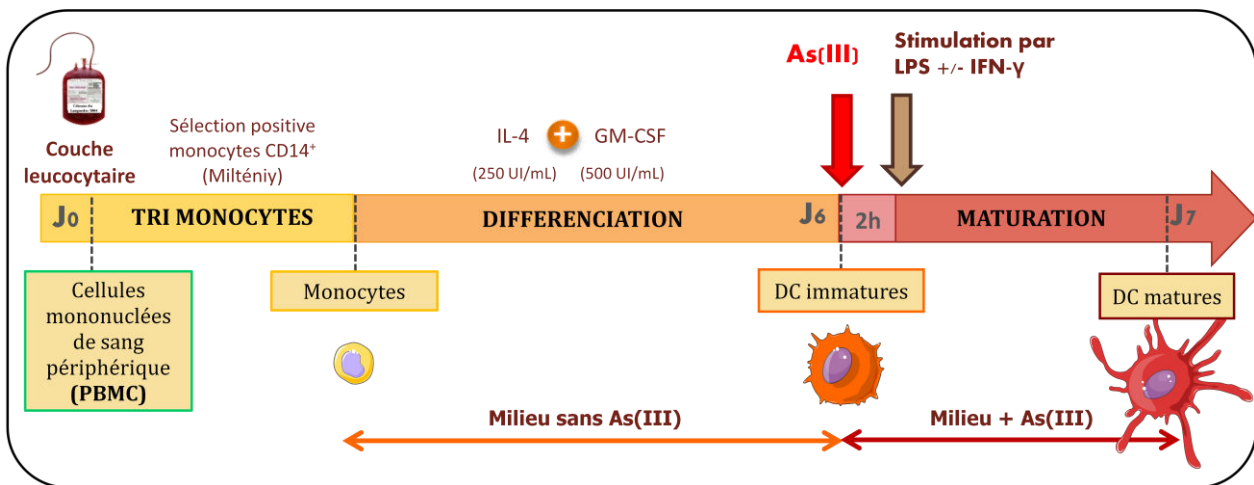 As(III)
Stimulation par
LPS +/- IFN-γ
Couche
leucocytaire
Sélection positive
monocytes CD14⁺
(Milténiy)
IL-4 + GM-CSF
(250 UI/mL) (500 UI/mL)
J0 TRI MONOCYTES DIFFERENCIATION J6 2h MATURATION J7
Cellules
mononuclées
de sang
périphérique
(PBMC)
Monocytes
DC immatures
DC matures
Milieu sans As(III)
Milieu + As(III)